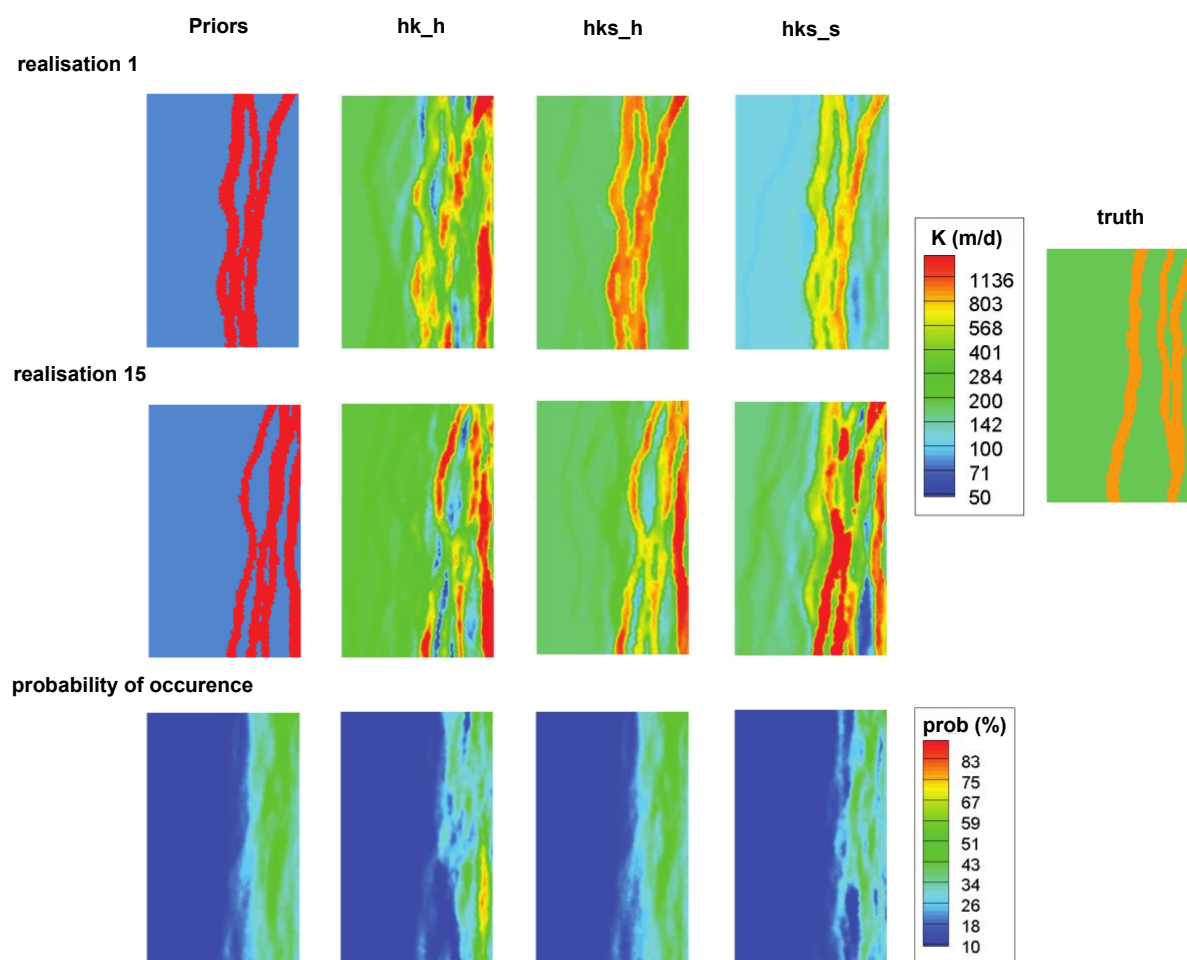 Priors hk_h hks_h hks_s
realisation 1
K (m/d)
1136
803
568
401
284
200
142
100
71
50
truth
realisation 15
probability of occurence
prob (%)
83
75
67
59
51
43
34
26
18
10